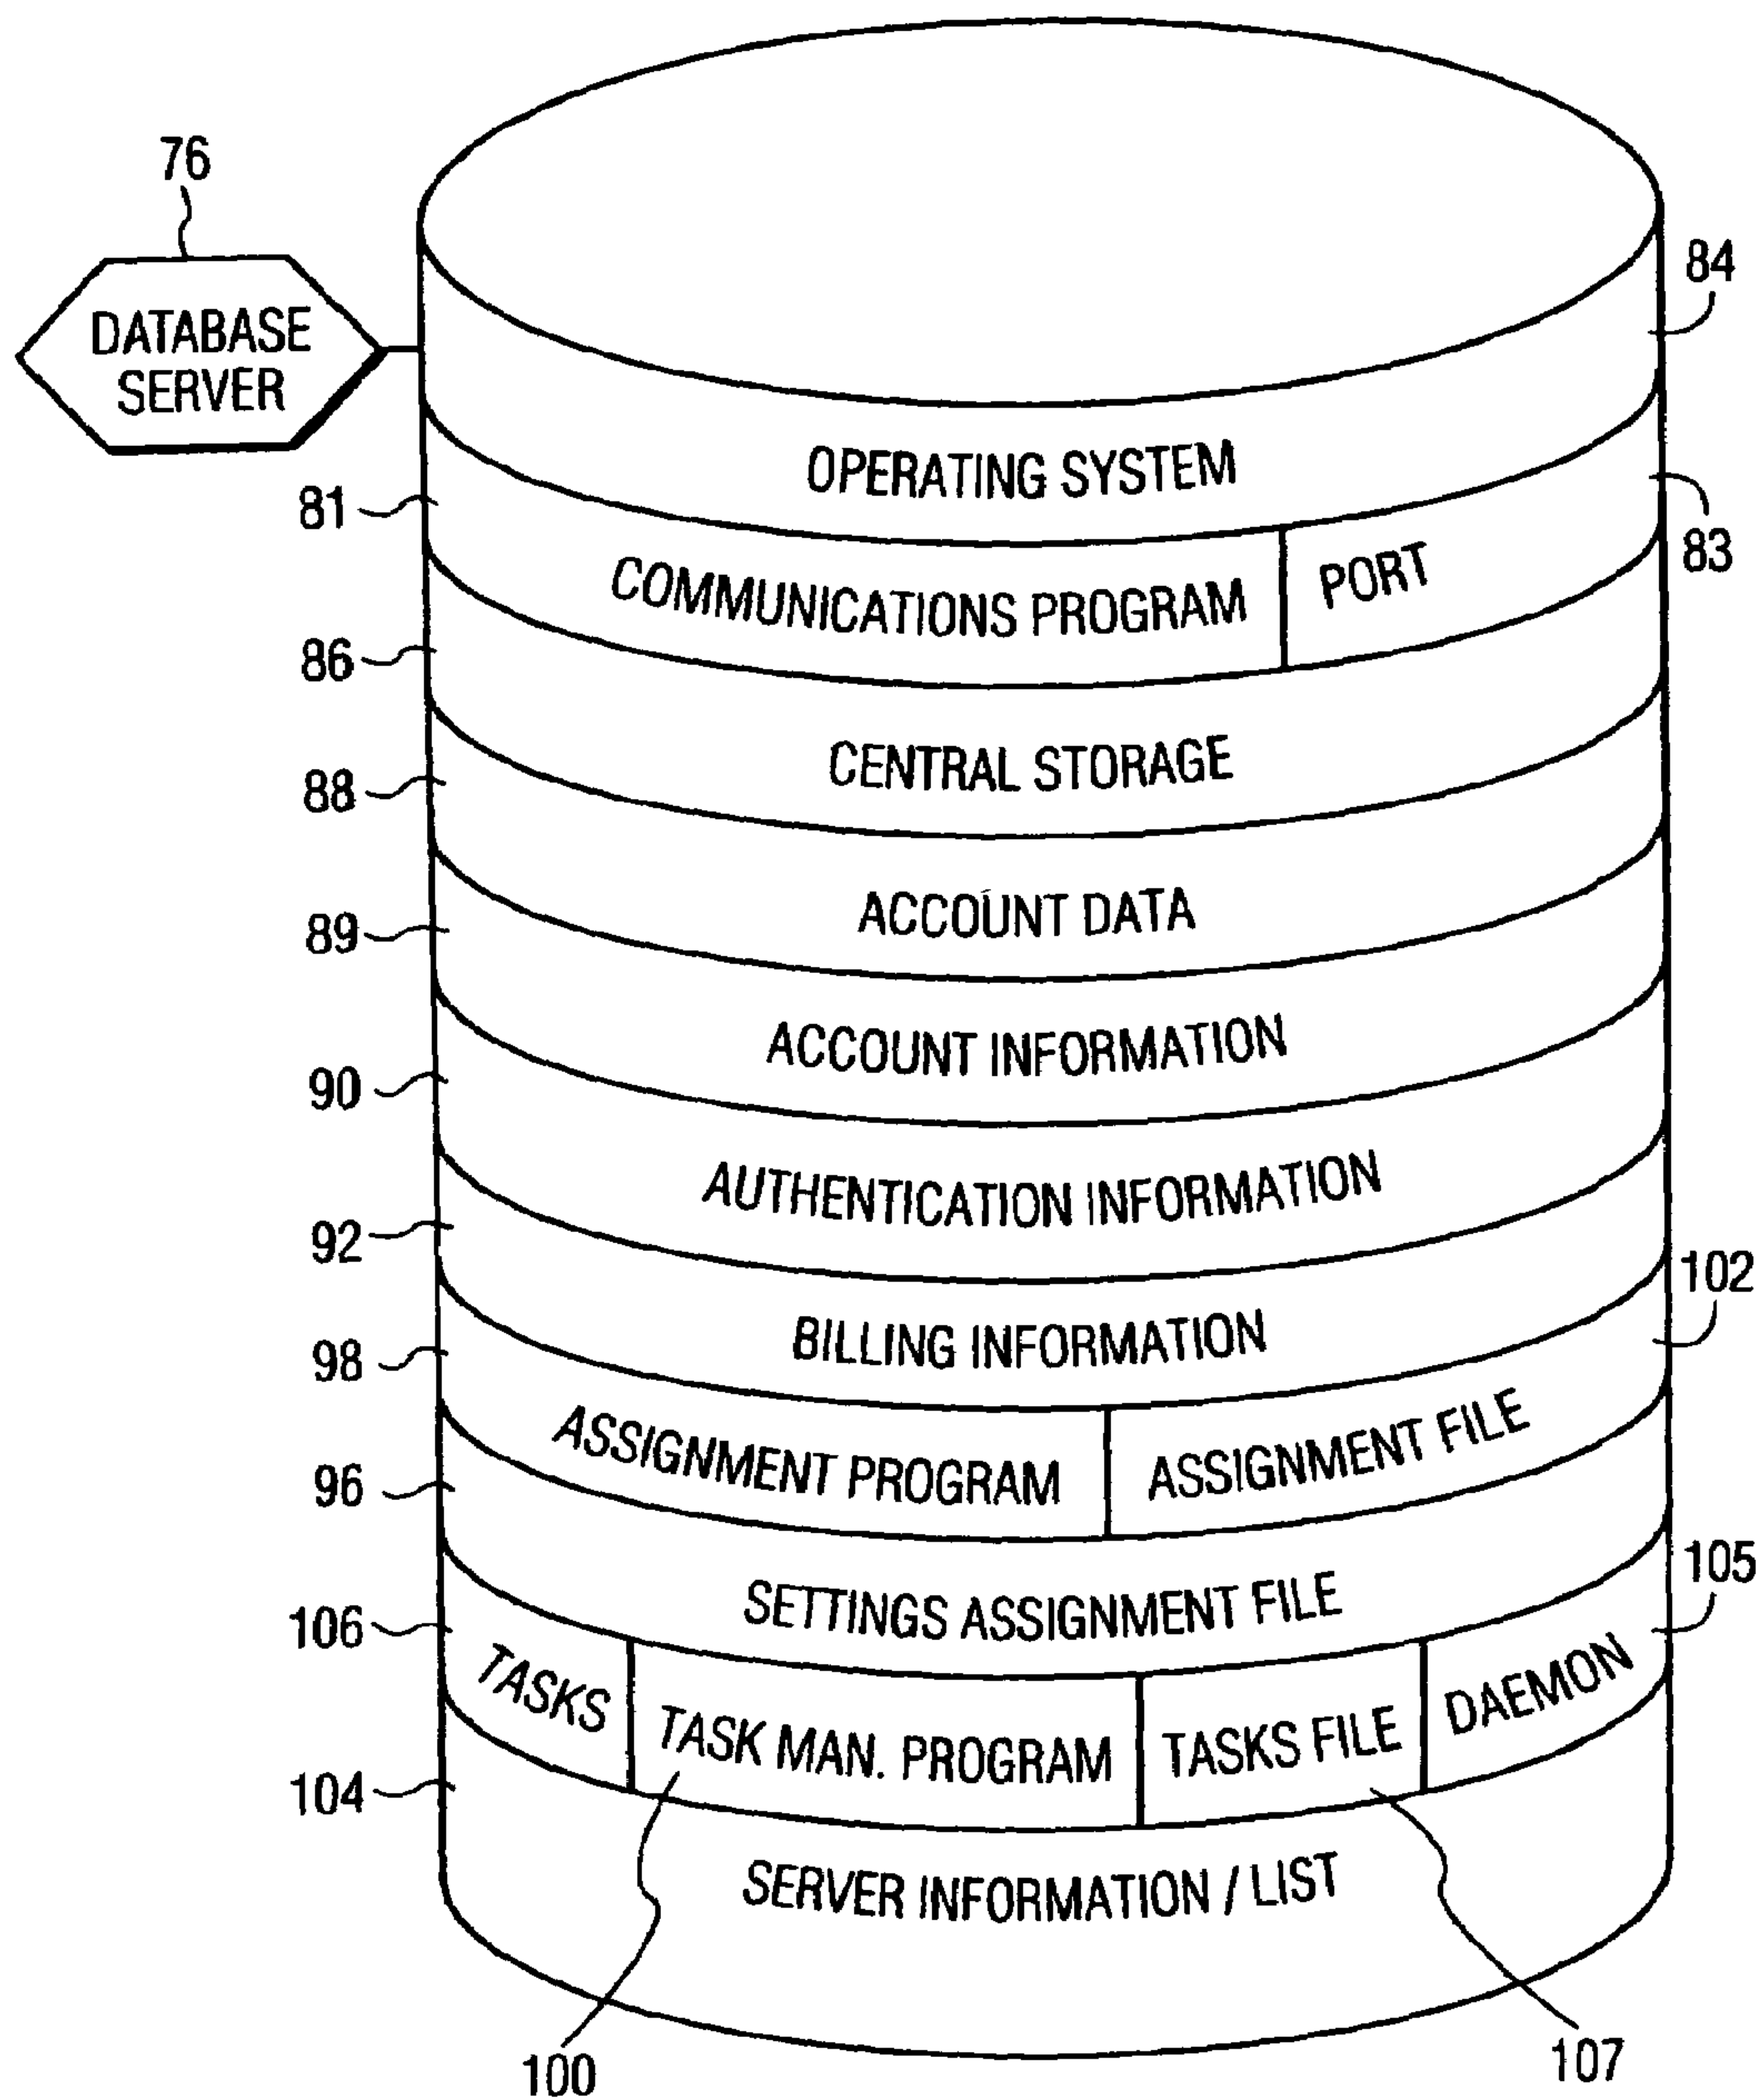 76
DATABASE
SERVER
84
OPERATING SYSTEM
81
83
COMMUNICATIONS PROGRAM
PORT
86
CENTRAL STORAGE
88
ACCOUNT DATA
89
ACCOUNT INFORMATION
90
AUTHENTICATION INFORMATION
92
102
BILLING INFORMATION
98
ASSIGNMENT PROGRAM
ASSIGNMENT FILE
96
105
SETTINGS ASSIGNMENT FILE
106
TASKS
TASK MAN. PROGRAM
TASKS FILE
DAEMON
104
SERVER INFORMATION / LIST
100
107